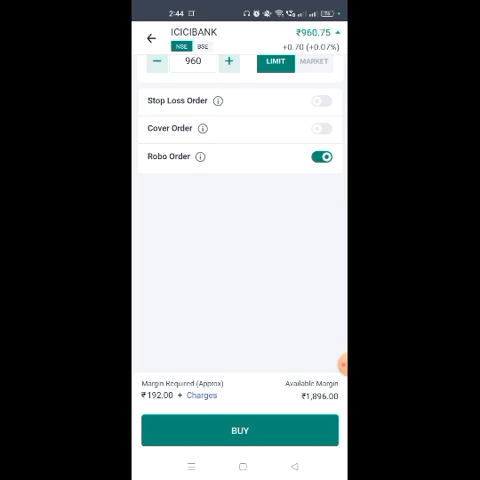 2:44
ICICIBANK
₹960.75
NSE BSE
+0.70 (+0.07%)
960
LIMIT MARKET
Stop Loss Order
Cover Order
Robo Order
Margin Required (Approx)
Available Margin
₹192.00 + Charges
₹1,896.00
BUY